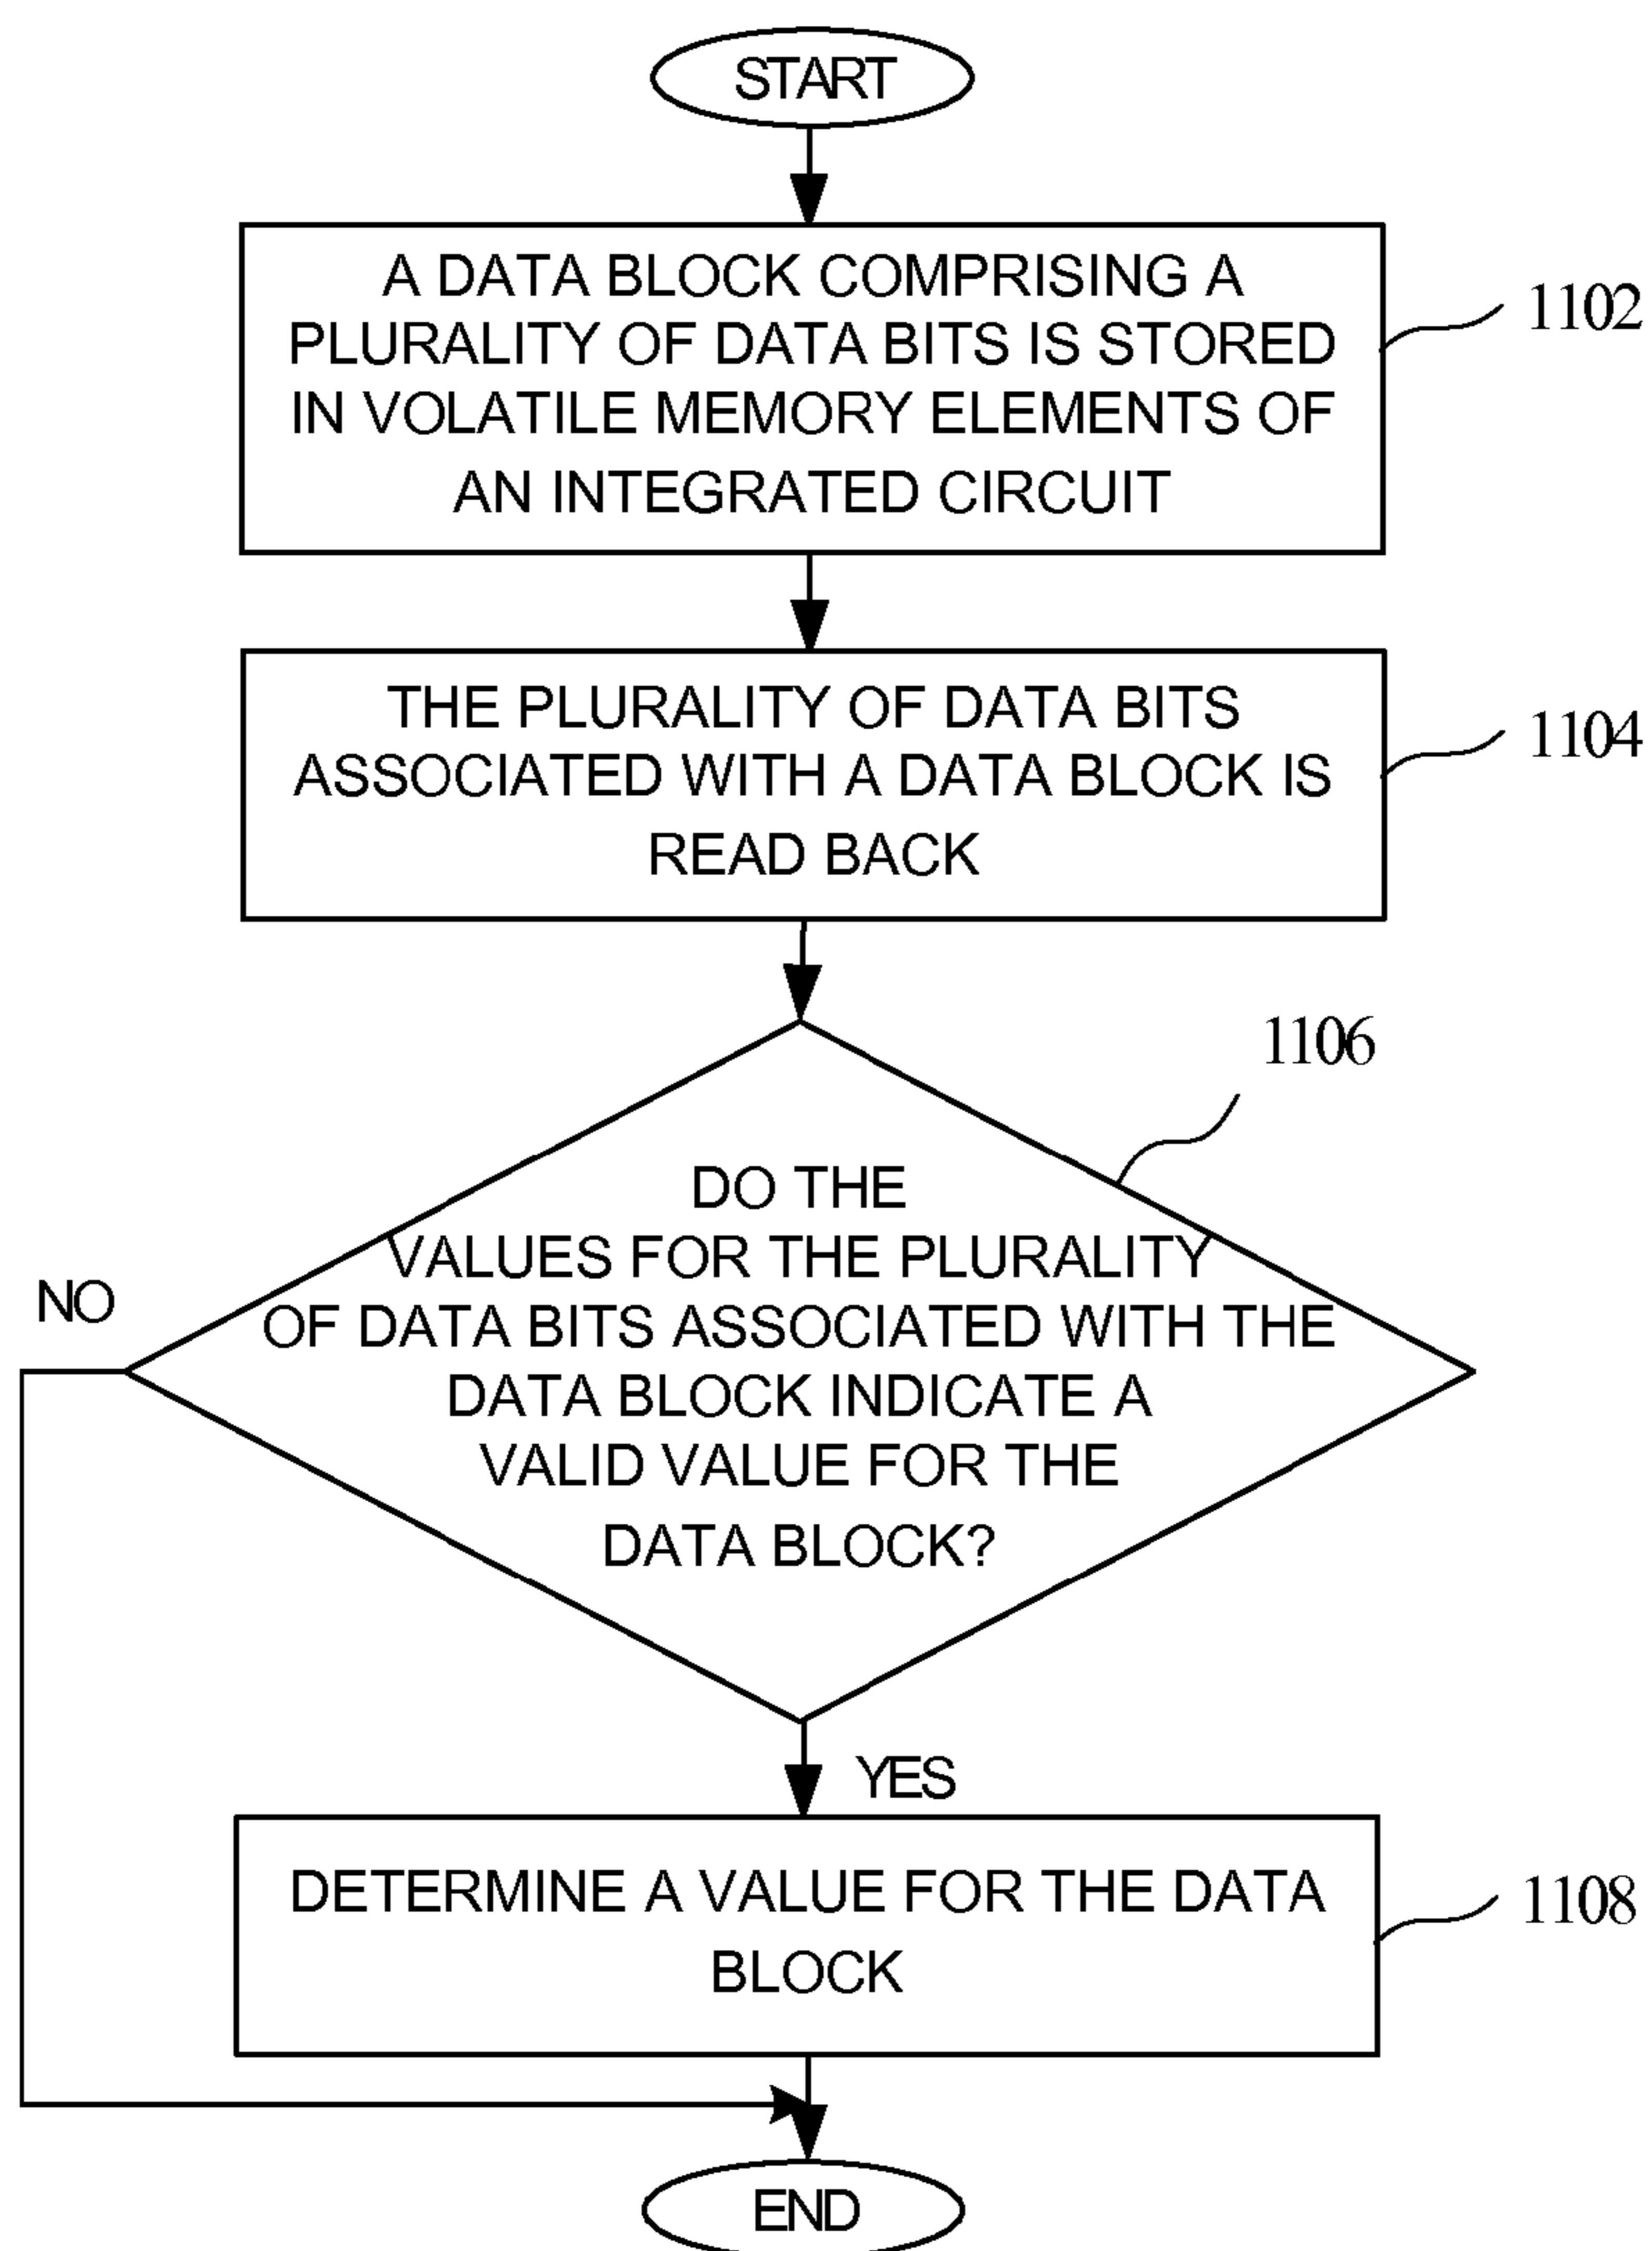 START
A DATA BLOCK COMPRISING A
PLURALITY OF DATA BITS IS STORED
IN VOLATILE MEMORY ELEMENTS OF
AN INTEGRATED CIRCUIT
1102
THE PLURALITY OF DATA BITS
ASSOCIATED WITH A DATA BLOCK IS
READ BACK
1104
1106
DO THE
VALUES FOR THE PLURALITY
OF DATA BITS ASSOCIATED WITH THE
DATA BLOCK INDICATE A
VALID VALUE FOR THE
DATA BLOCK?
NO
YES
DETERMINE A VALUE FOR THE DATA
BLOCK
1108
END